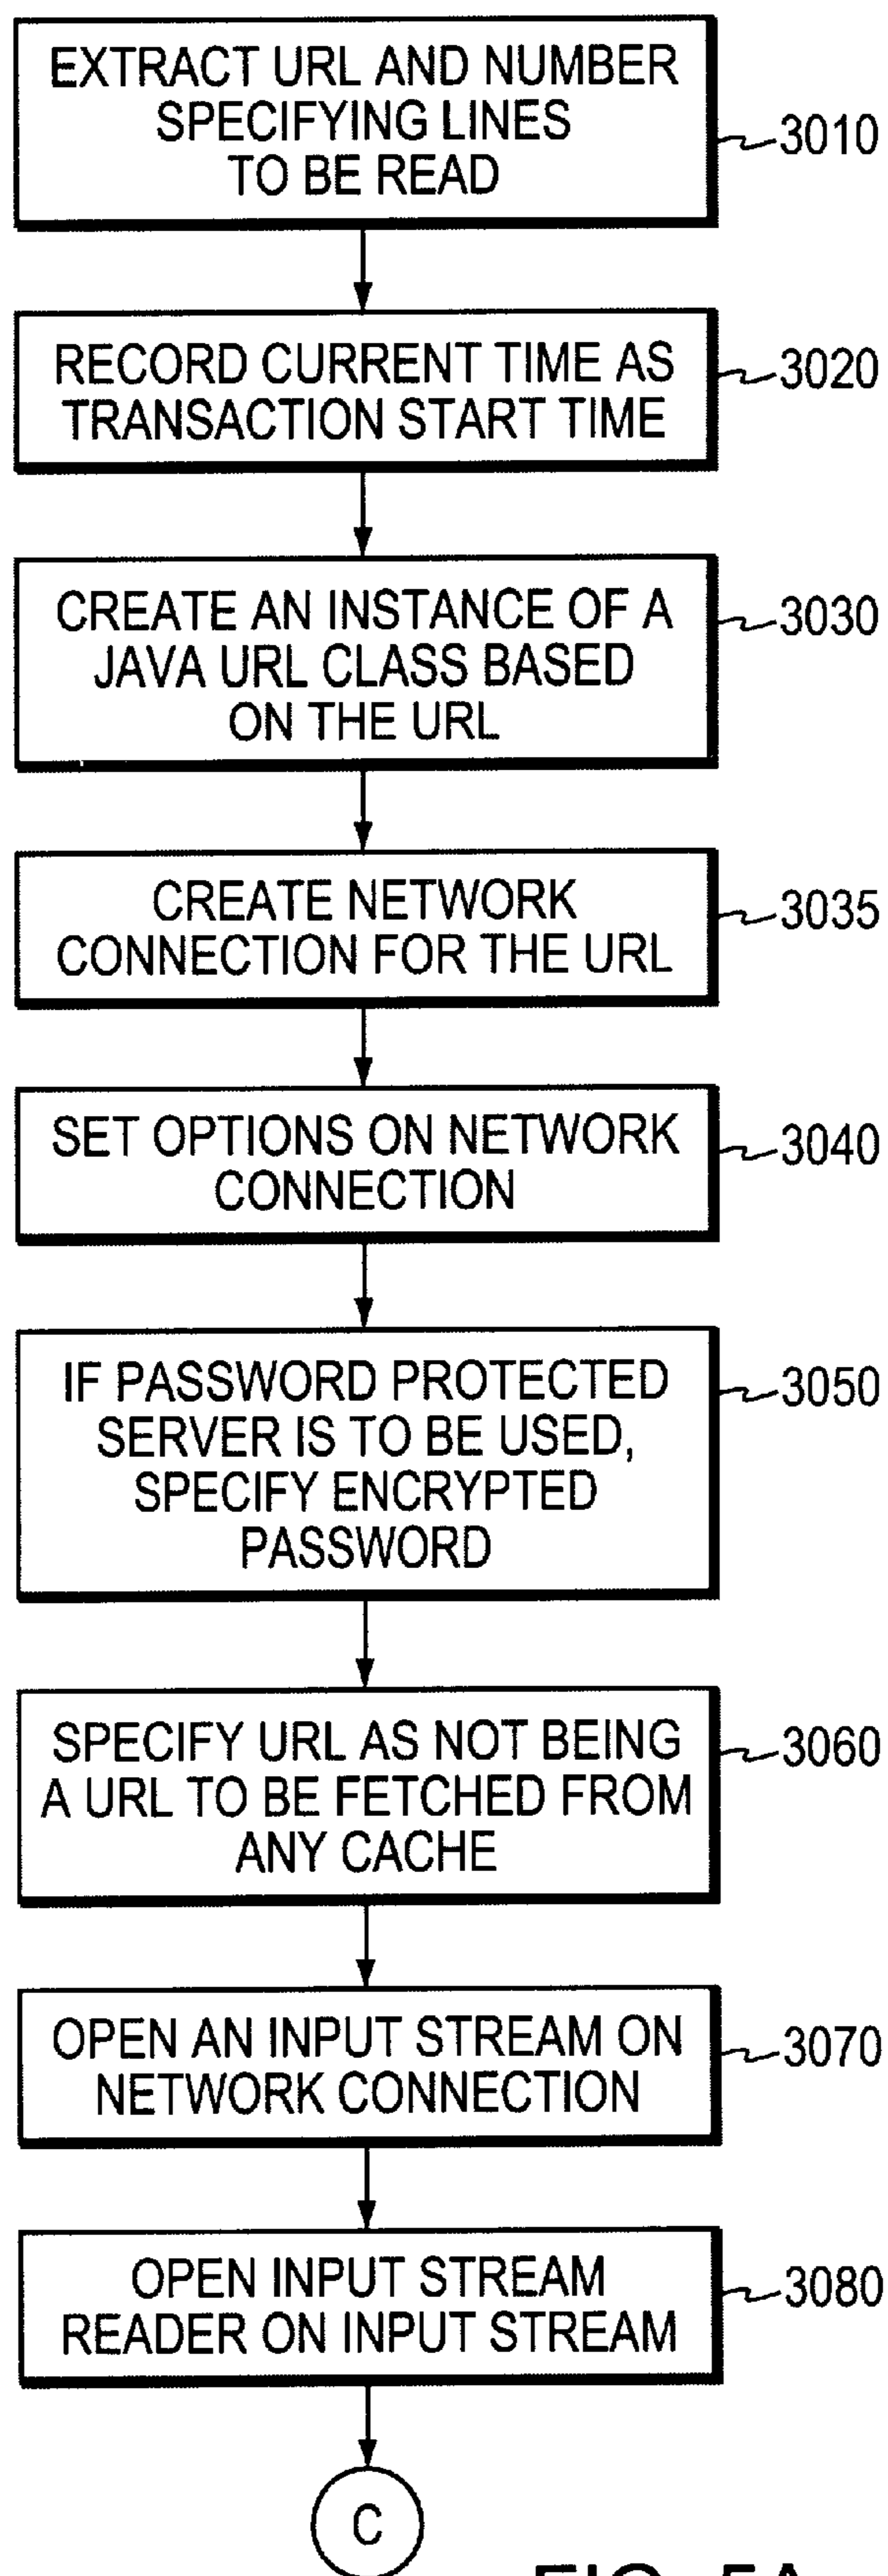 EXTRACT URL AND NUMBER
SPECIFYING LINES
TO BE READ
3010
RECORD CURRENT TIME AS
TRANSACTION START TIME
3020
CREATE AN INSTANCE OF A
JAVA URL CLASS BASED
ON THE URL
3030
CREATE NETWORK
CONNECTION FOR THE URL
3035
SET OPTIONS ON NETWORK
CONNECTION
3040
IF PASSWORD PROTECTED
SERVER IS TO BE USED,
SPECIFY ENCRYPTED
PASSWORD
3050
SPECIFY URL AS NOT BEING
A URL TO BE FETCHED FROM
ANY CACHE
3060
OPEN AN INPUT STREAM ON
NETWORK CONNECTION
3070
OPEN INPUT STREAM
READER ON INPUT STREAM
3080
C